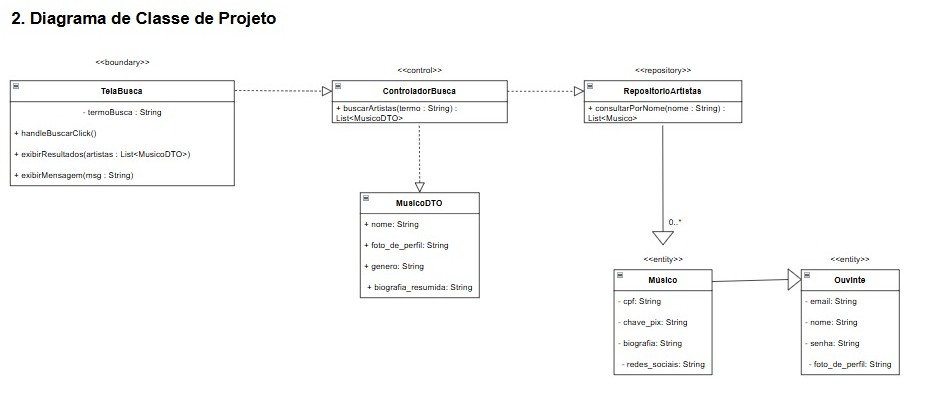 2. Diagrama de Classe de Projeto
<<boundary>>
TelaBusca
- termoBusca : String
+ handleBuscarClick()
+ exibirResultados(artistas : List<MusicoDTO>)
+ exibirMensagem(msg : String)
<<control>>
ControladorBusca
+ buscarArtistas(termo : String) :
List<MusicoDTO>
<<repository>>
RepositorioArtistas
+ consultarPorNome(nome : String) :
List<Musico>
MusicoDTO
+ nome: String
+ foto_de_perfil: String
+ genero: String
+ biografia_resumida: String
0..*
<<entity>>
Músico
- cpf: String
- chave_pix: String
- biografia: String
- redes_sociais: String
<<entity>>
Ouvinte
- email: String
- nome: String
- senha: String
- foto_de_perfil: String